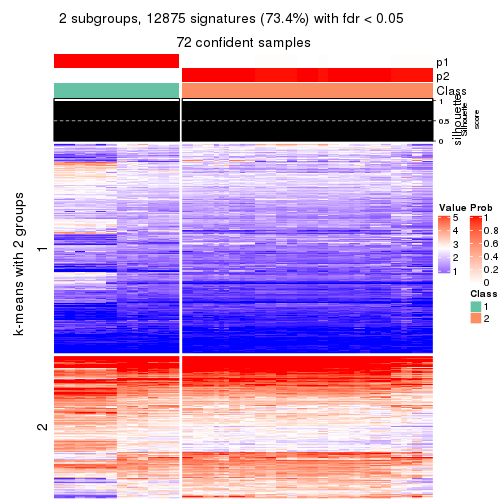 2 subgroups, 12875 signatures (73.4%) with fdr < 0.05
72 confident samples
p1
p2
Class
1
0.5
0
silhouette
Silhouette
score
k-means with 2 groups
1
2
Value
5
4
3
2
1
Prob
1
0.8
0.6
0.4
0.2
0
Class
1
2